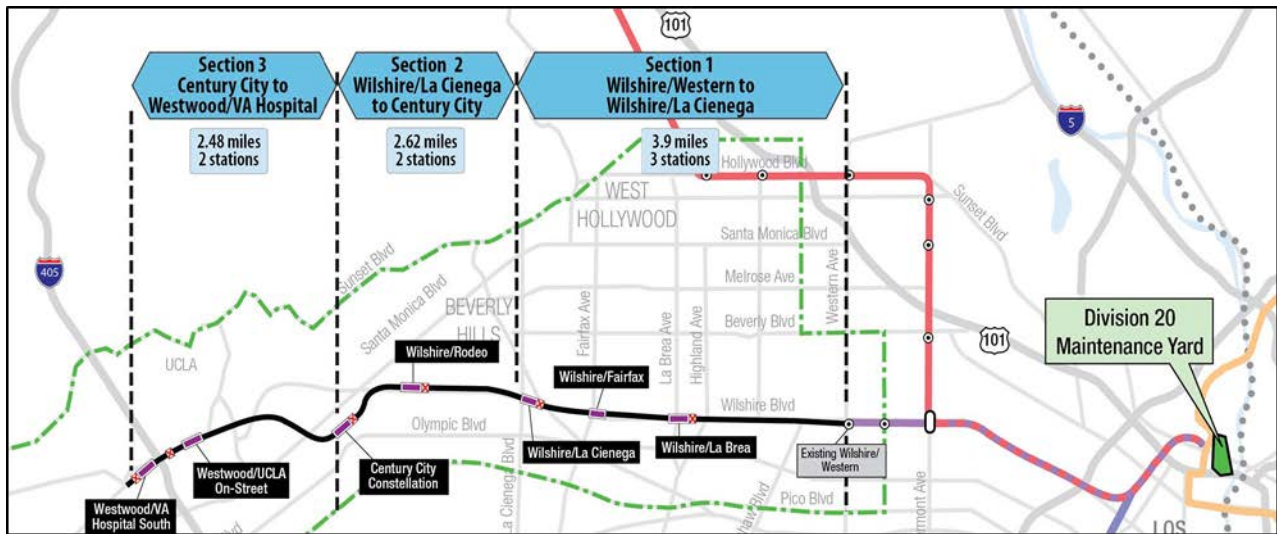 101
Section 3
Century City to
Westwood/VA Hospital
Section 2
Wilshire/La Cienega
to Century City
Section 1
Wilshire/Western to
Wilshire/La Cienega
2.48 miles
2 stations
2.62 miles
2 stations
3.9 miles
3 stations
5
Hollywood Blvd
WEST
HOLLYWOOD
Sunset Blvd
Santa Monica Blvd
405
Sunset Blvd
Melrose Ave
Western Ave
Santa Monica Blvd
BEVERLY
HILLS
Fairfax Ave
La Brea Ave
Highland Ave
Beverly Blvd
101
Division 20
Maintenance Yard
UCLA
Wilshire/Rodeo
Wilshire/Fairfax
Wilshire Blvd
Olympic Blvd
Wilshire/La Cienega
Wilshire/La Brea
Existing Wilshire/
Western
Westwood/UCLA
On-Street
Century City
Constellation
Westwood/VA
Hospital South
La Cienega Blvd
Pico Blvd
Blvd
Blvd
LOS